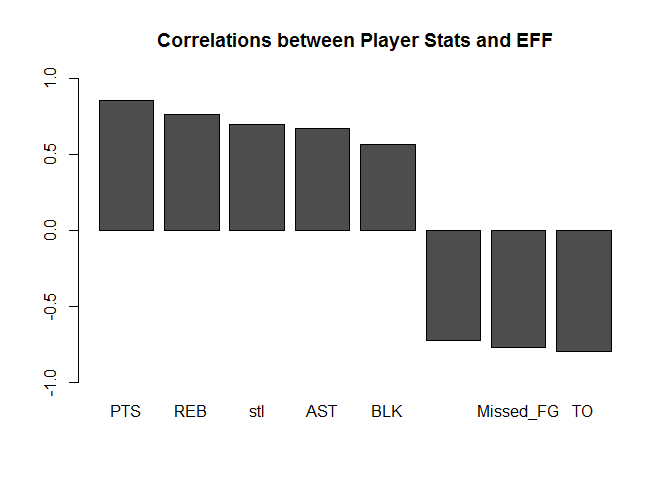 Correlations between Player Stats and EFF
1.0
0.5
0.0
-0.5
-1.0
PTS REB stl AST BLK Missed_FG TO